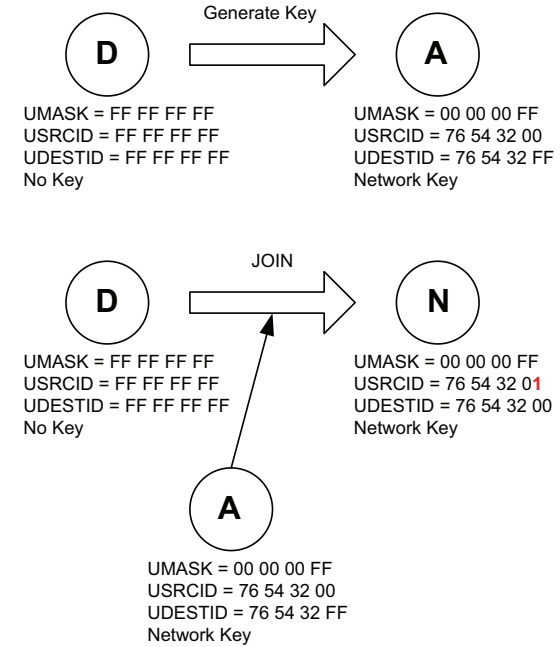 Generate Key
D
A
UMASK = FF FF FF FF
USRCID = FF FF FF FF
UDESTID = FF FF FF FF
No Key
UMASK = 00 00 00 FF
USRCID = 76 54 32 00
UDESTID = 76 54 32 FF
Network Key
JOIN
D
N
UMASK = FF FF FF FF
USRCID = FF FF FF FF
UDESTID = FF FF FF FF
No Key
UMASK = 00 00 00 FF
USRCID = 76 54 32 01
UDESTID = 76 54 32 00
Network Key
A
UMASK = 00 00 00 FF
USRCID = 76 54 32 00
UDESTID = 76 54 32 FF
Network Key